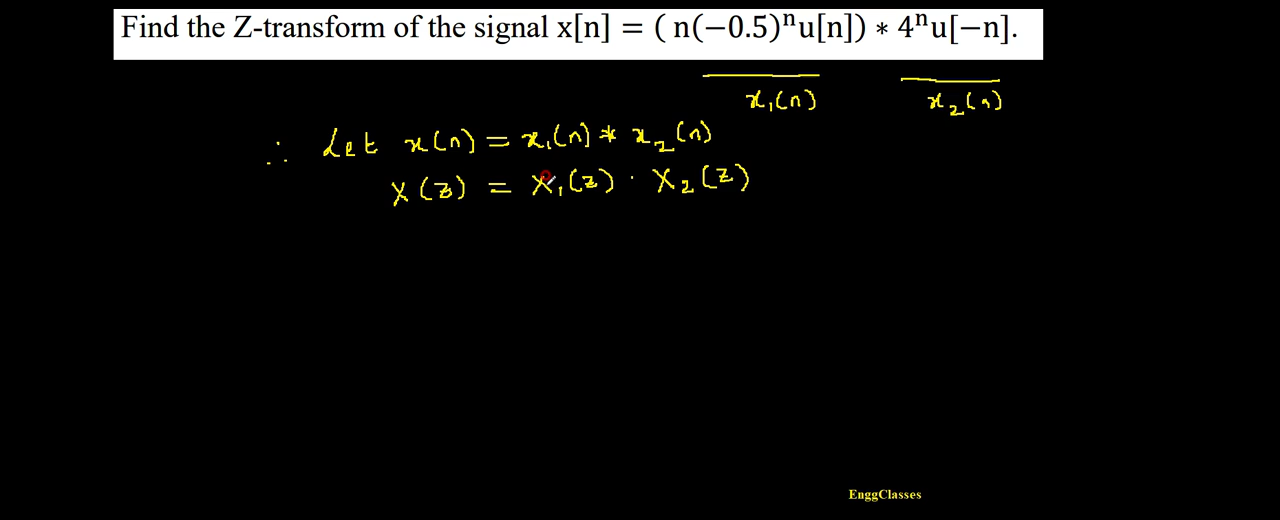 Find the Z-transform of the signal x[n] = ( n(−0.5)ⁿu[n]) ∗ 4ⁿu[−n].
x₁(n) x₂(n)
∴ Let x(n) = x₁(n) * x₂(n)
X(z) = X₁(z) · X₂(z)
EnggClasses